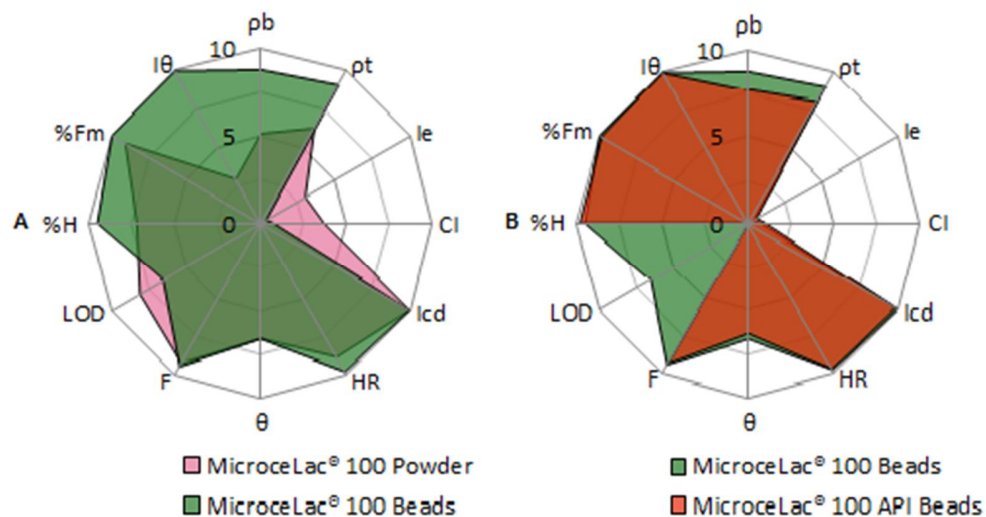 ρb
10
ρt
Iθ
Ie
%Fm
5
A
%H
0
CI
LOD
Icd
F
HR
θ
MicroceLac® 100 Powder
MicroceLac® 100 Beads
ρb
10
ρt
Iθ
Ie
%Fm
5
B
%H
0
CI
LOD
Icd
F
HR
θ
MicroceLac® 100 Beads
MicroceLac® 100 API Beads